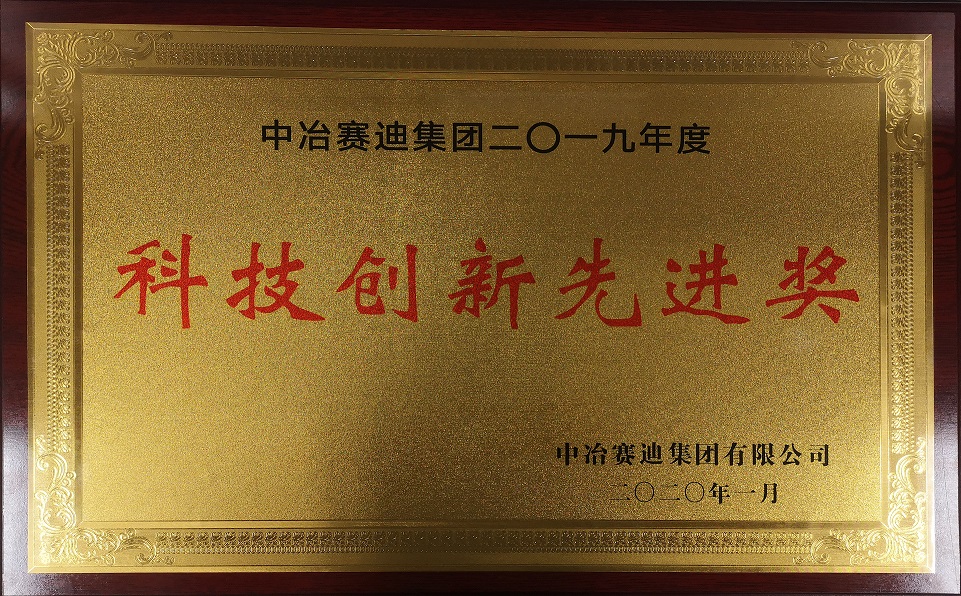 中冶赛迪集团二〇一九年度
科技创新先进奖
中冶赛迪集团有限公司
二〇二〇年一月